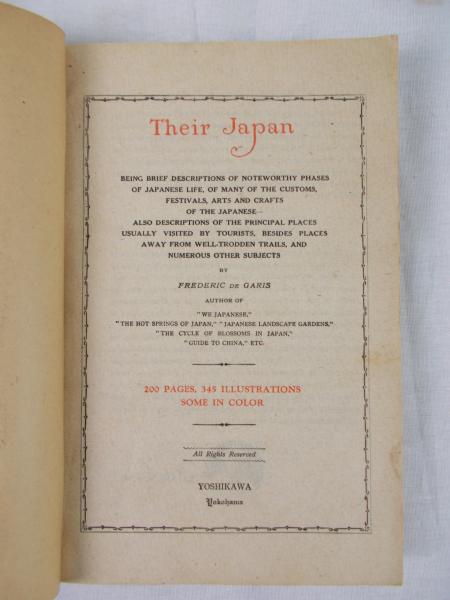 Their Japan
BEING BRIEF DESCRIPTIONS OF NOTEWORTHY PHASES
OF JAPANESE LIFE, OF MANY OF THE CUSTOMS,
FESTIVALS, ARTS AND CRAFTS
OF THE JAPANESE—
ALSO DESCRIPTIONS OF THE PRINCIPAL PLACES
USUALLY VISITED BY TOURISTS, BESIDES PLACES
AWAY FROM WELL-TRODDEN TRAILS, AND
NUMEROUS OTHER SUBJECTS
BY
FREDERIC DE GARIS
AUTHOR OF
"WE JAPANESE,"
"THE HOT SPRINGS OF JAPAN," "JAPANESE LANDSCAPE GARDENS,"
"THE CYCLE OF BLOSSOMS IN JAPAN,"
"GUIDE TO CHINA," ETC.
200 PAGES, 345 ILLUSTRATIONS
SOME IN COLOR
All Rights Reserved
YOSHIKAWA
Yokohama